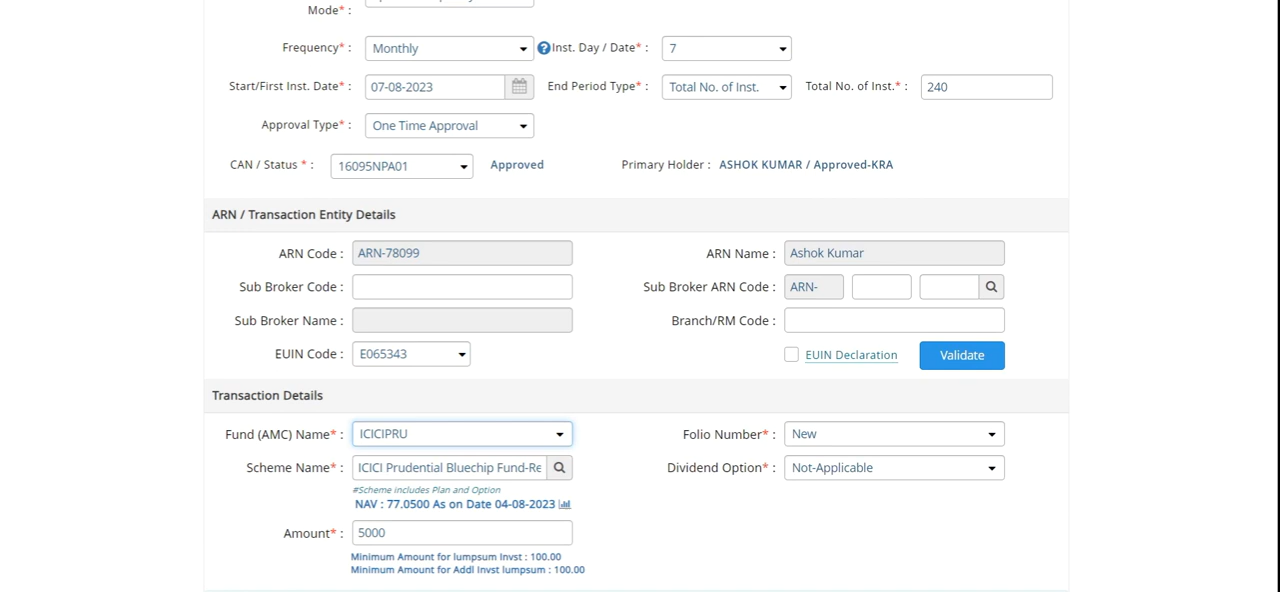 Mode* :
Frequency* : Monthly Inst. Day / Date* : 7
Start/First Inst. Date* : 07-08-2023 End Period Type* : Total No. of Inst. Total No. of Inst.* : 240
Approval Type* : One Time Approval
CAN / Status * : 16095NPA01 Approved Primary Holder : ASHOK KUMAR / Approved-KRA
ARN / Transaction Entity Details
ARN Code : ARN-78099 ARN Name : Ashok Kumar
Sub Broker Code : Sub Broker ARN Code : ARN-
Sub Broker Name : Branch/RM Code :
EUIN Code : E065343 EUIN Declaration Validate
Transaction Details
Fund (AMC) Name* : ICICIPRU Folio Number* : New
Scheme Name* : ICICI Prudential Bluechip Fund-Re Dividend Option* : Not-Applicable
#Scheme includes Plan and Option
NAV : 77.0500 As on Date 04-08-2023
Amount* : 5000
Minimum Amount for lumpsum Invst : 100.00
Minimum Amount for Addl Invst lumpsum : 100.00